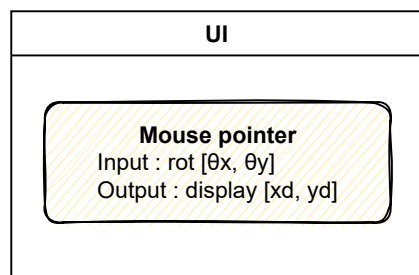 UI
Mouse pointer
Input : rot [θx, θy]
Output : display [xd, yd]